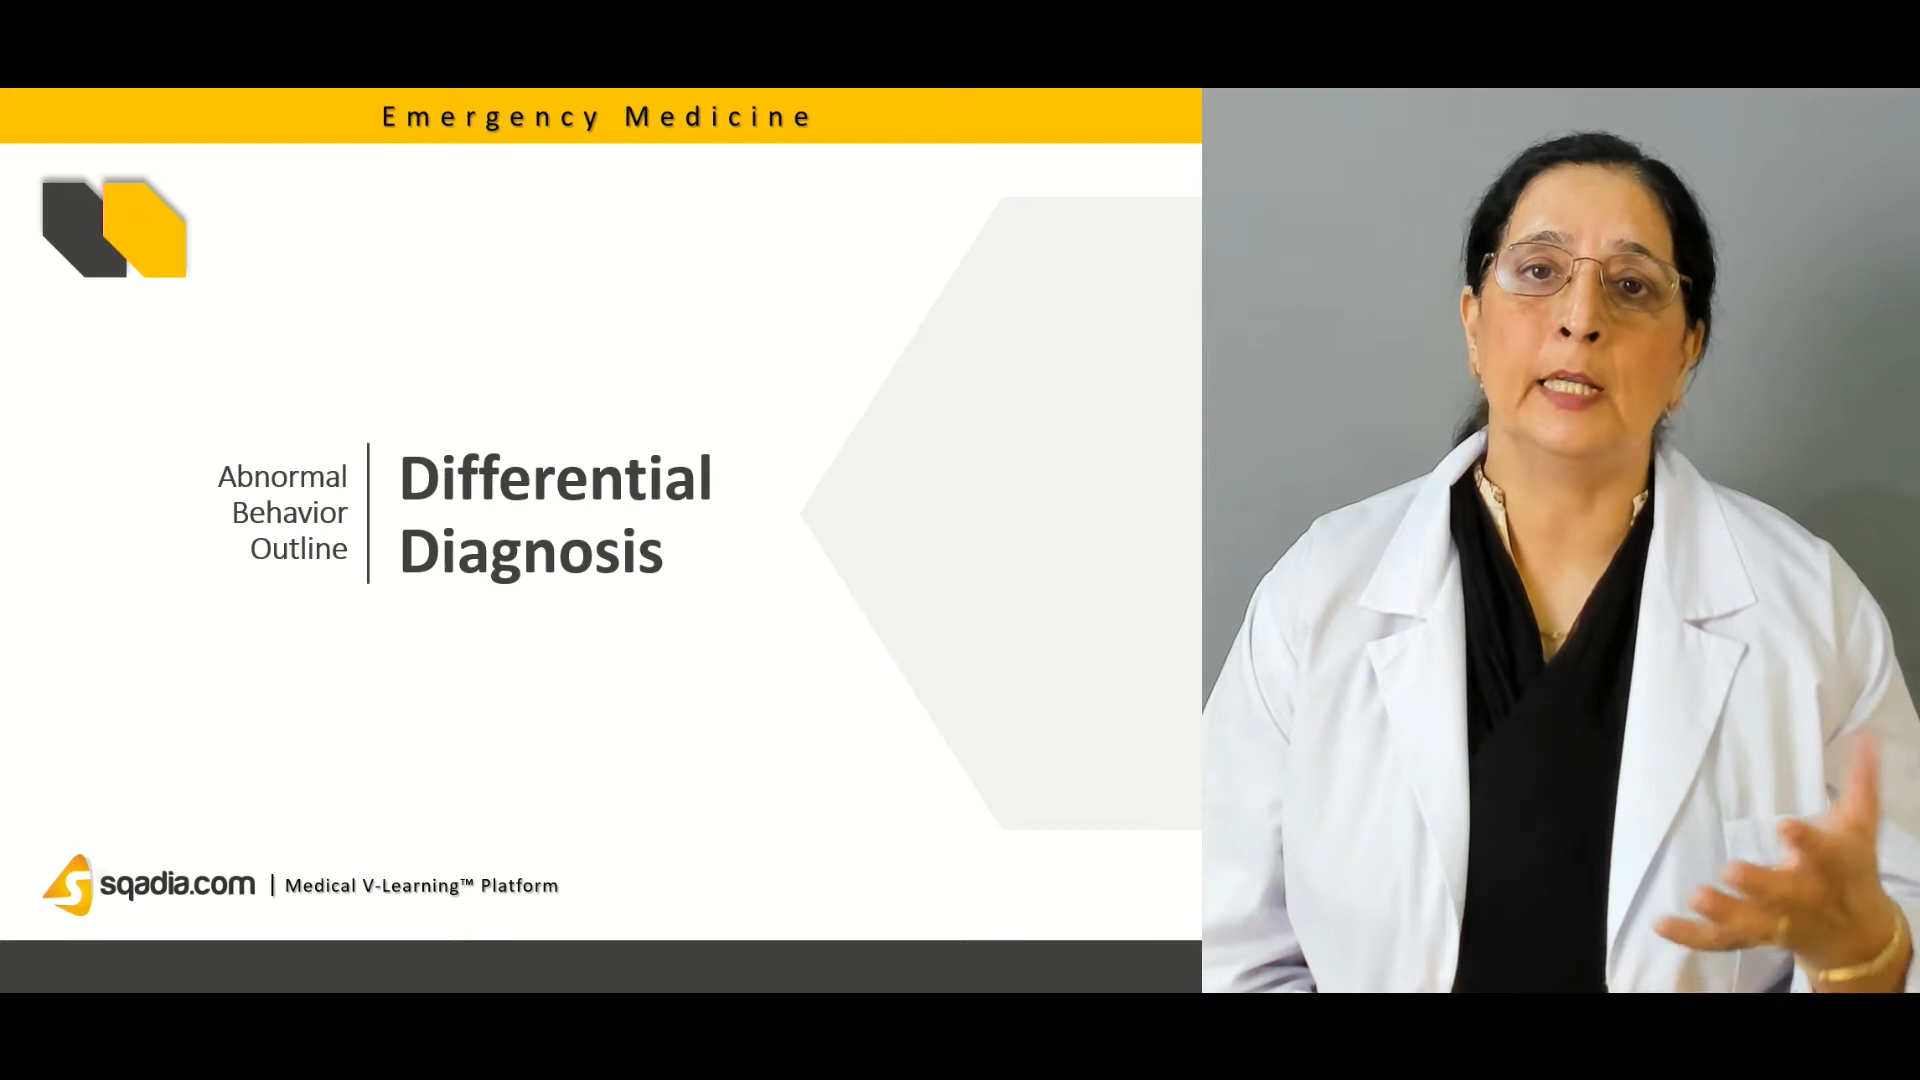 Emergency Medicine
Abnormal
Behavior
Outline
Differential
Diagnosis
sqadia.com | Medical V-Learning™ Platform